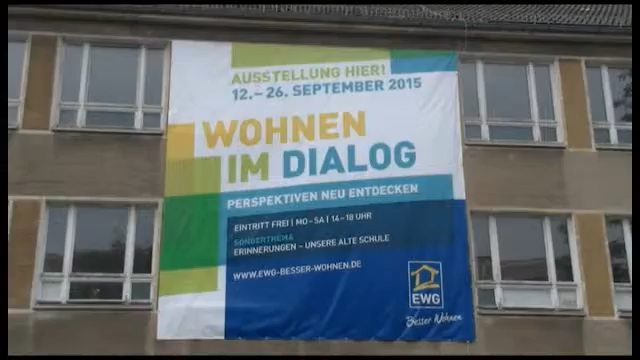 AUSSTELLUNG HIER!
12.– 26. SEPTEMBER 2015
WOHNEN
IM DIALOG
PERSPEKTIVEN NEU ENTDECKEN
EINTRITT FREI | MO – SA | 14 – 18 UHR
SONDERTHEMA
ERINNERUNGEN – UNSERE ALTE SCHULE
WWW.EWG-BESSER-WOHNEN.DE
EWG
Besser Wohnen